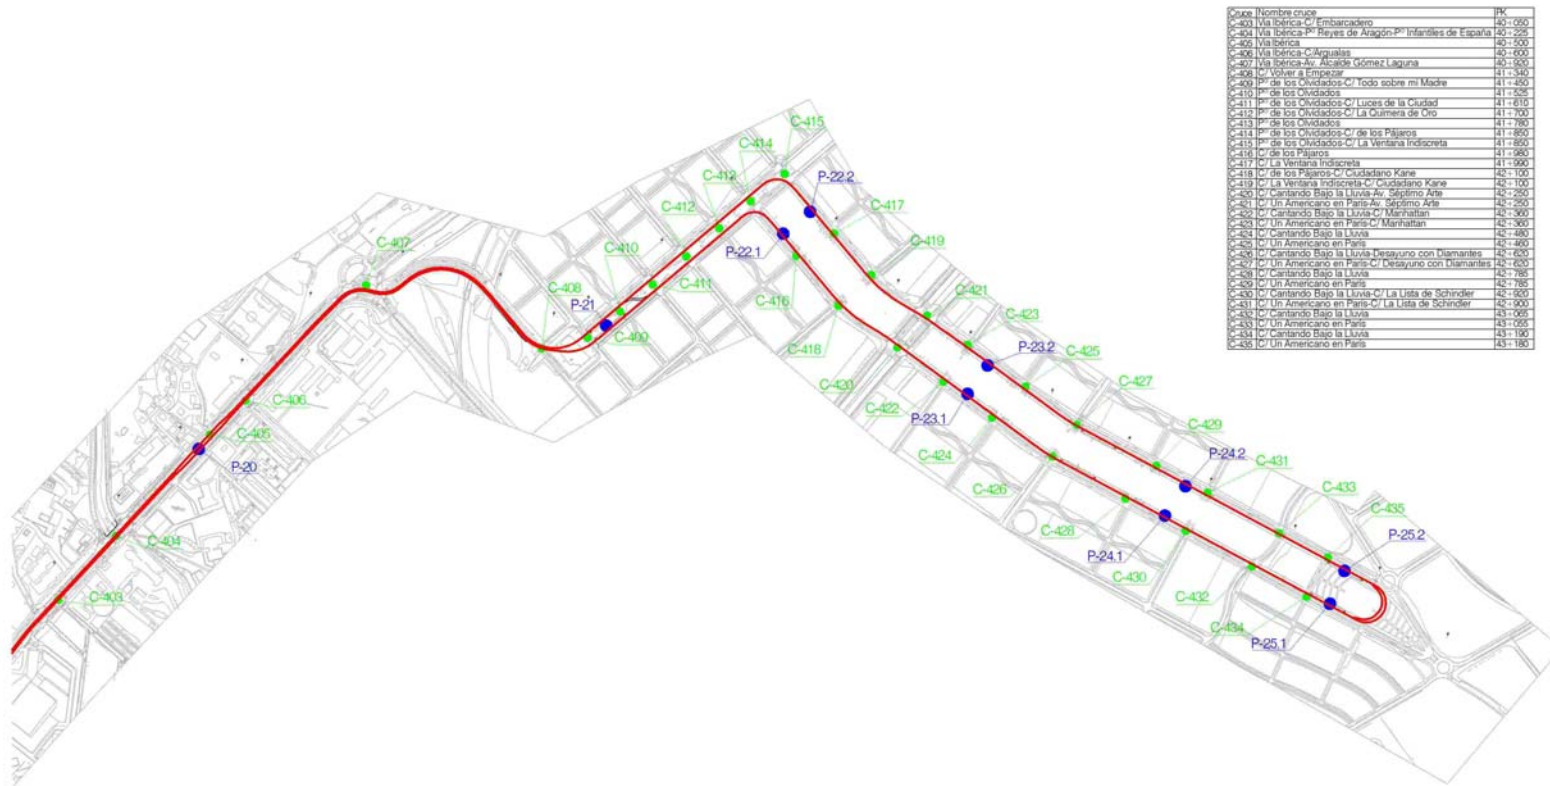 Cruce Nombre cruce PK
C-403 Via Ibérica-C/ Embarcadero 40+050
C-404 Via Ibérica-Pº Reyes de Aragón-Pº Infantiles de España 40+225
C-405 Via Ibérica 40+500
C-406 Via Ibérica-C/Argualas 40+600
C-407 Via Ibérica-Av. Alcalde Gómez Laguna 40+920
C-408 C/ Volver a Empezar 41+340
C-409 Pº de los Olvidados-C/ Todo sobre mi Madre 41+450
C-410 Pº de los Olvidados 41+525
C-411 Pº de los Olvidados-C/ Luces de la Ciudad 41+610
C-412 Pº de los Olvidados-C/ La Quimera de Oro 41+700
C-413 Pº de los Olvidados 41+780
C-414 Pº de los Olvidados-C/ de los Pájaros 41+850
C-415 Pº de los Olvidados-C/ La Ventana Indiscreta 41+850
C-416 C/ de los Pájaros 41+980
C-417 C/ La Ventana Indiscreta 41+990
C-418 C/ de los Pájaros-C/ Ciudadano Kane 42+100
C-419 C/ La Ventana Indiscreta-C/ Ciudadano Kane 42+100
C-420 C/ Cantando Bajo la Lluvia-Av. Séptimo Arte 42+250
C-421 C/ Un Americano en París-Av. Séptimo Arte 42+250
C-422 C/ Cantando Bajo la Lluvia-C/ Manhattan 42+360
C-423 C/ Un Americano en París-C/ Manhattan 42+360
C-424 C/ Cantando Bajo la Lluvia 42+480
C-425 C/ Un Americano en París 42+460
C-426 C/ Cantando Bajo la Lluvia-Desayuno con Diamantes 42+620
C-427 C/ Un Americano en París-C/ Desayuno con Diamantes 42+620
C-428 C/ Cantando Bajo la Lluvia 42+785
C-429 C/ Un Americano en París 42+785
C-430 C/ Cantando Bajo la Lluvia-C/ La Lista de Schindler 42+920
C-431 C/ Un Americano en París-C/ La Lista de Schindler 42+900
C-432 C/ Cantando Bajo la Lluvia 43+065
C-433 C/ Un Americano en París 43+055
C-434 C/ Cantando Bajo la Lluvia 43+190
C-435 C/ Un Americano en París 43+180
C-415
C-414
C-412
P-22.2
C-412
C-417
C-407
C-410
P-22.1
C-419
C-411
C-408
C-416
P-21
C-421
C-423
C-409
C-418
P-23.2
C-425
C-420
C-427
C-406
C-422
P-23.1
C-429
C-405
C-424
P-24.2
C-431
P-20
C-426
C-433
C-428
C-435
P-25.2
C-404
P-24.1
C-430
C-403
C-432
C-434
P-25.1